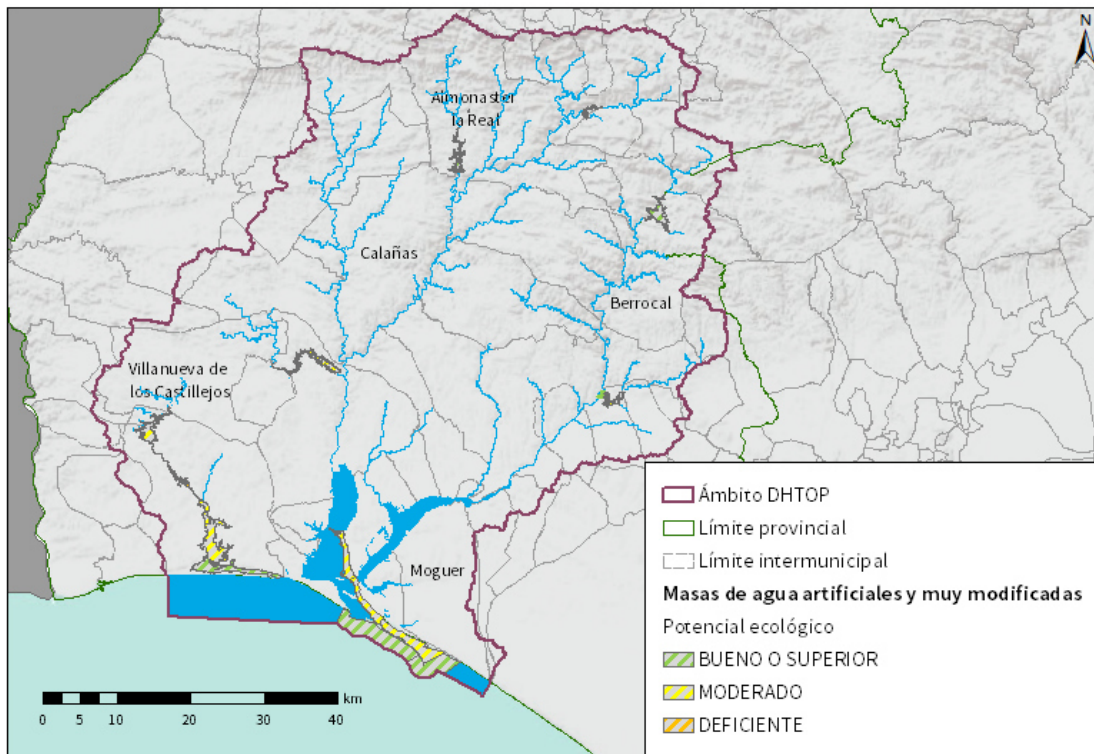 N
Almonaster
la Real
Calañas
Berrocal
Villanueva de
los Castillejos
Moguer
km
0 5 10 20 30 40
Ámbito DHTOP
Límite provincial
Límite intermunicipal
Masas de agua artificiales y muy modificadas
Potencial ecológico
BUENO O SUPERIOR
MODERADO
DEFICIENTE